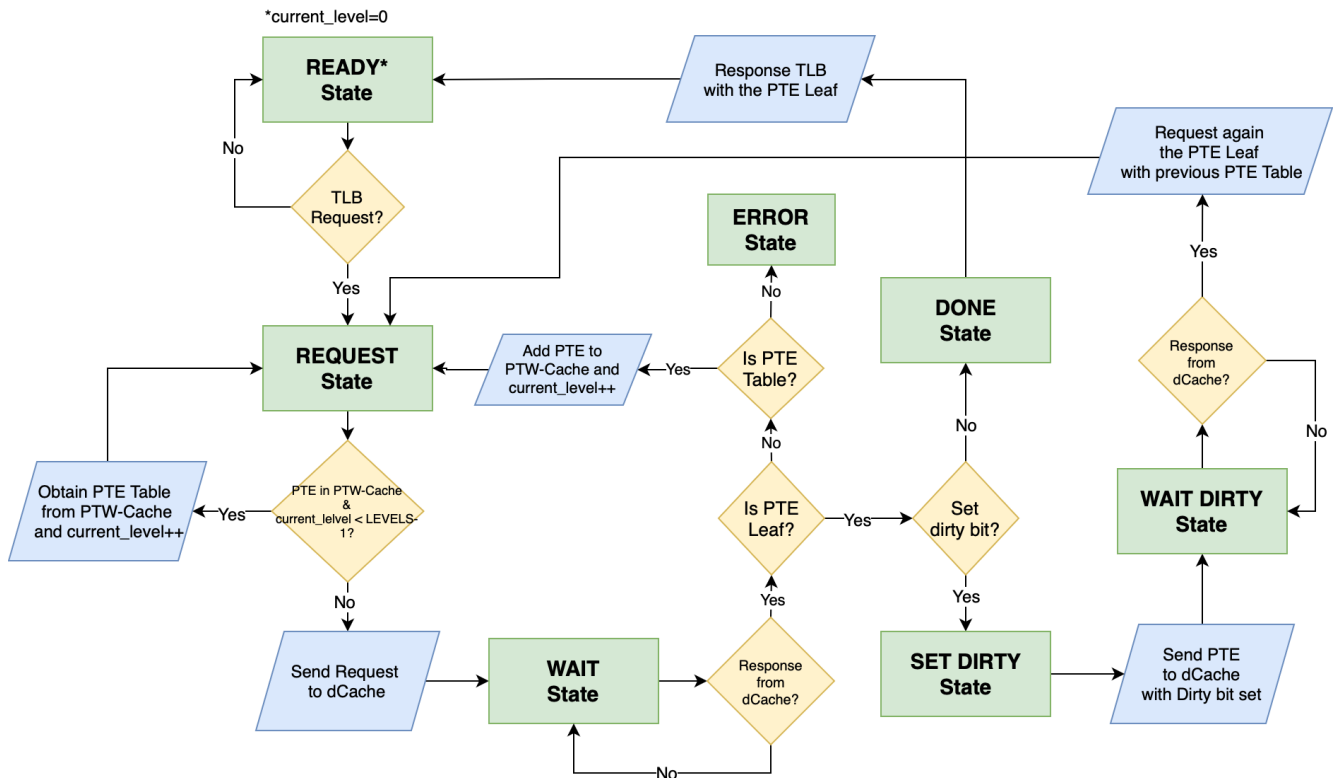 *current_level=0
READY*
State
Response TLB
with the PTE Leaf
Request again
the PTE Leaf
with previous PTE Table
No
TLB
Request?
ERROR
State
Yes
Yes
No
DONE
State
REQUEST
State
Add PTE to
PTW-Cache and
current_level++
Yes
Is PTE
Table?
Response
from
dCache?
No
No
No
Obtain PTE Table
from PTW-Cache
and current_level++
Yes
PTE in PTW-Cache
&
current_lelvel < LEVELS-
1?
Is PTE
Leaf?
Yes
Set
dirty bit?
WAIT DIRTY
State
No
Yes
Yes
Send Request
to dCache
WAIT
State
Response
from
dCache?
SET DIRTY
State
Send PTE
to dCache
with Dirty bit set
No